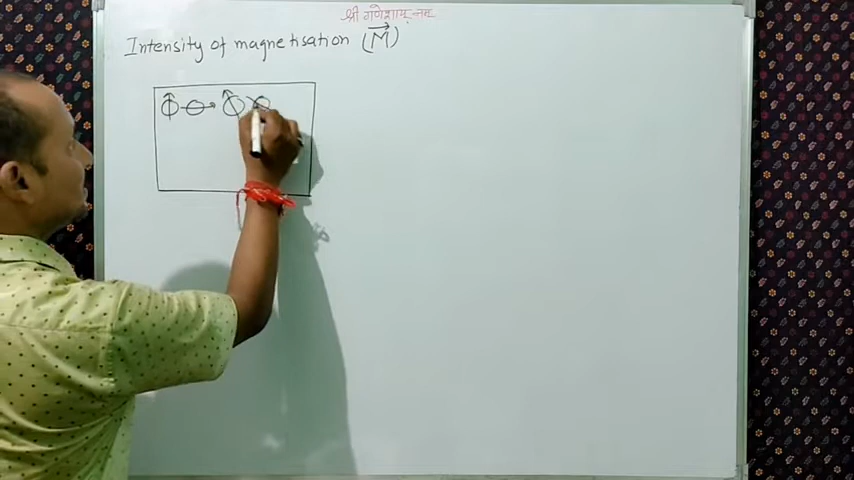 श्री गणेशाय् नमः
Intensity of magnetisation (M⃗)